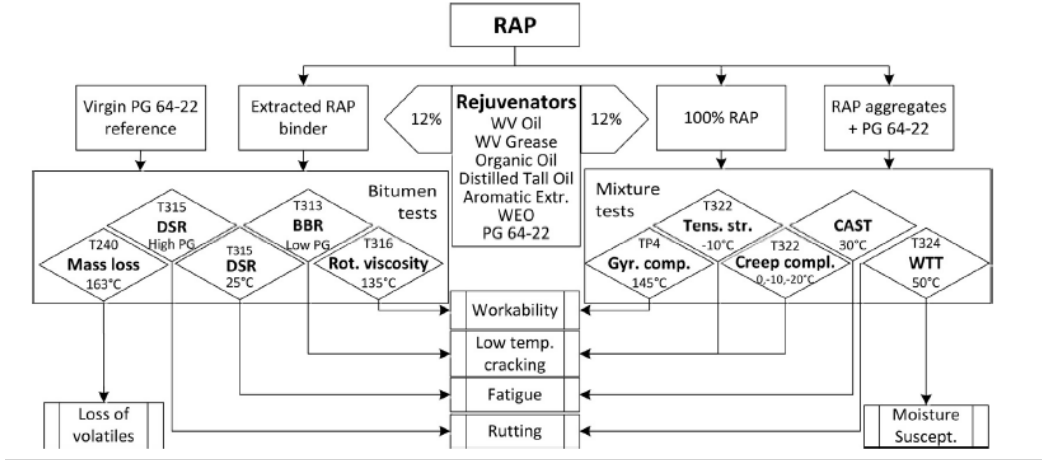 RAP
Virgin PG 64-22
reference
Extracted RAP
binder
12%
Rejuvenators
WV Oil
WV Grease
Organic Oil
Distilled Tall Oil
Aromatic Extr.
WEO
PG 64-22
12%
100% RAP
RAP aggregates
+ PG 64-22
Bitumen
tests
T315
DSR
High PG
T313
BBR
Low PG
T240
Mass loss
163°C
T315
DSR
25°C
T316
Rot. viscosity
135°C
Mixture
tests
T322
Tens. str.
-10°C
CAST
30°C
TP4
Gyr. comp.
145°C
T322
Creep compl.
0,-10,-20°C
T324
WTT
50°C
Workability
Low temp.
cracking
Fatigue
Rutting
Loss of
volatiles
Moisture
Suscept.